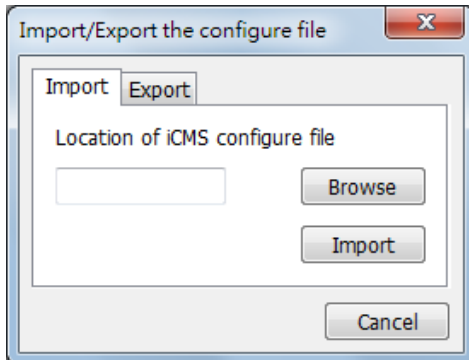 Import/Export the configure file
Import Export
Location of iCMS configure file
Browse
Import
Cancel